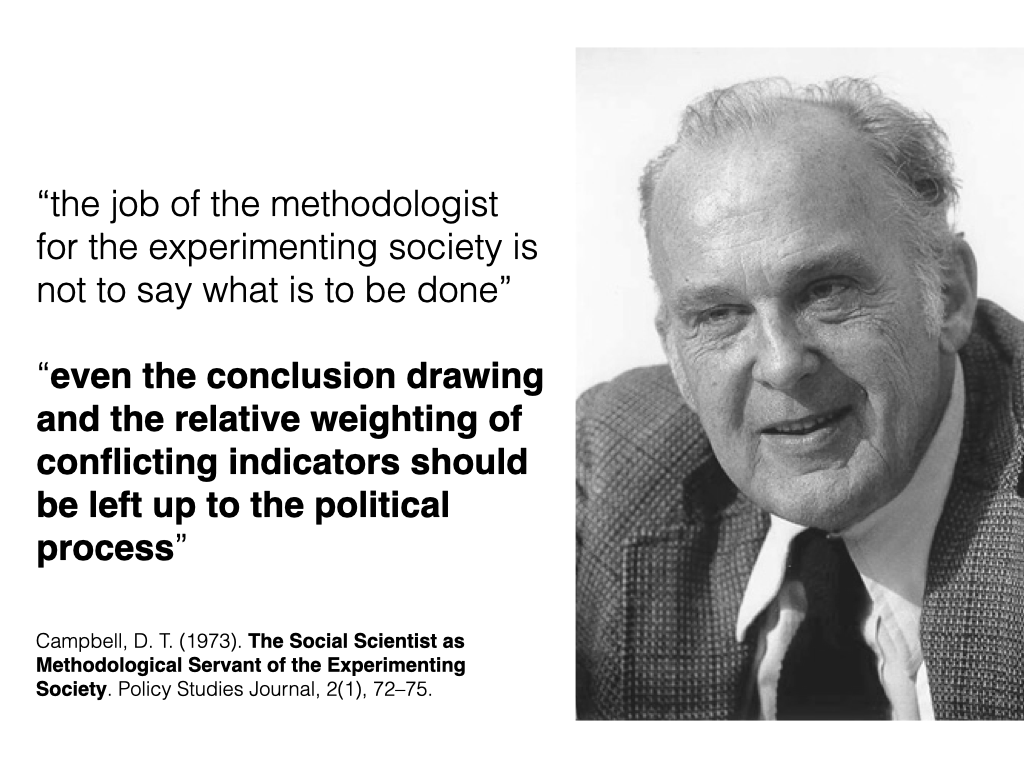 “the job of the methodologist
for the experimenting society is
not to say what is to be done”
“even the conclusion drawing
and the relative weighting of
conflicting indicators should
be left up to the political
process”
Campbell, D. T. (1973). The Social Scientist as
Methodological Servant of the Experimenting
Society. Policy Studies Journal, 2(1), 72–75.